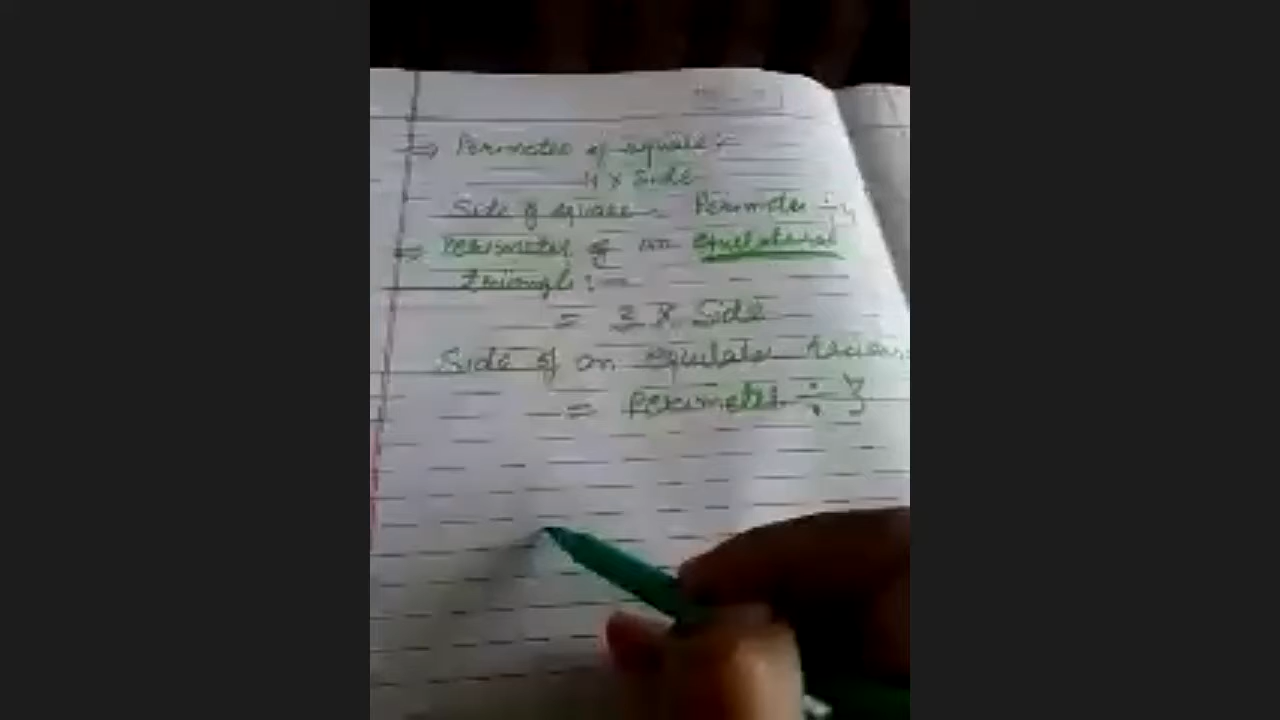 ⇒ Perimeter of square :-
4 × Side
Side of square = Perimeter ÷ 4
⇒ Perimeter of an equilateral
triangle :-
= 3 × Side
Side of an equilater
= Perimeter ÷ 3